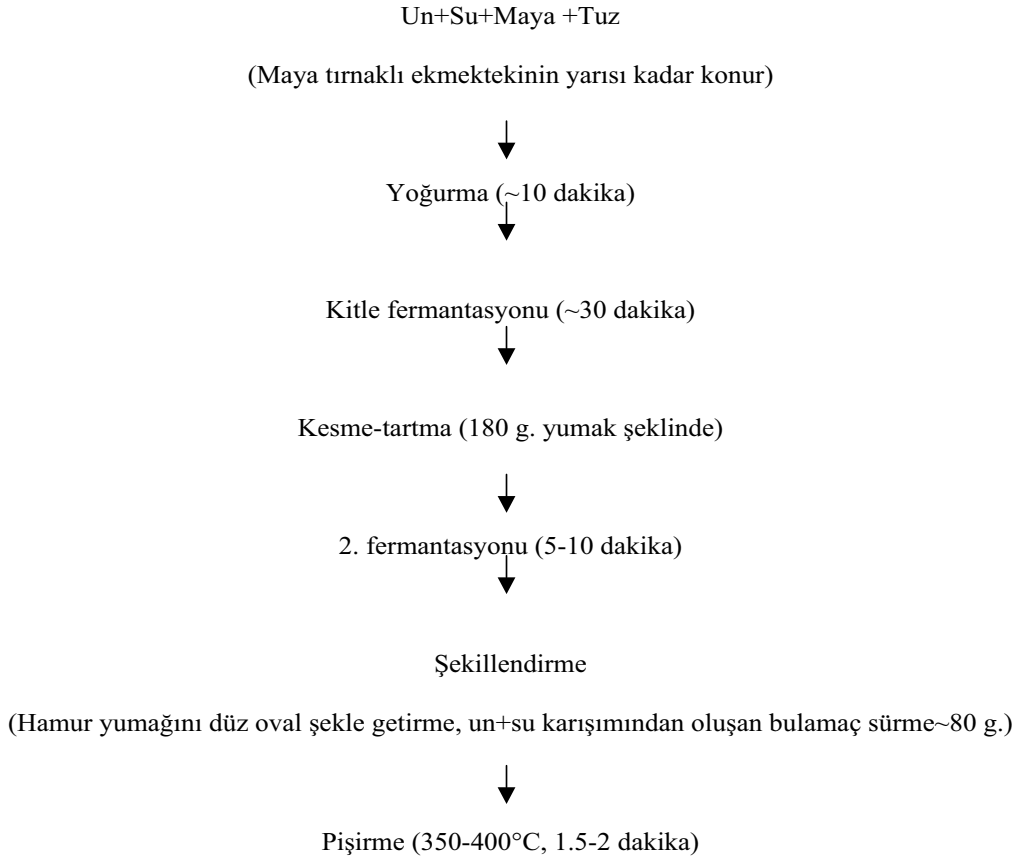 Un+Su+Maya +Tuz
(Maya tırnaklı ekmektekinin yarısı kadar konur)
Yoğurma (~10 dakika)
Kitle fermantasyonu (~30 dakika)
Kesme-tartma (180 g. yumak şeklinde)
2. fermantasyonu (5-10 dakika)
Şekillendirme
(Hamur yumağını düz oval şekle getirme, un+su karışımından oluşan bulamaç sürme~80 g.)
Pişirme (350-400°C, 1.5-2 dakika)